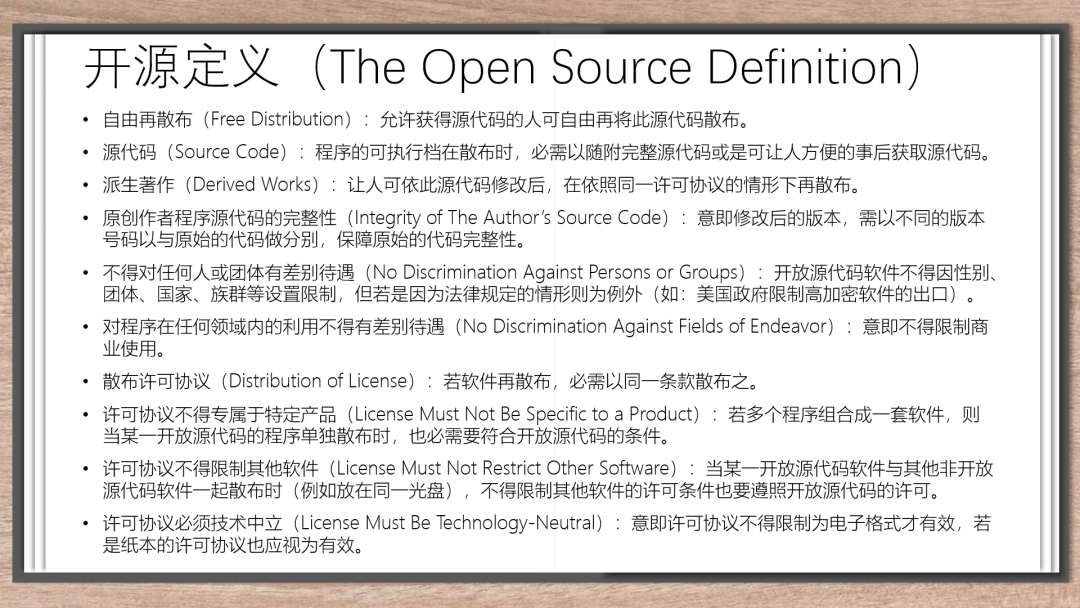 开源定义（The Open Source Definition）
• 自由再散布（Free Distribution）：允许获得源代码的人可自由再将此源代码散布。
• 源代码（Source Code）：程序的可执行档在散布时，必需以随附完整源代码或是可让人方便的事后获取源代码。
• 派生著作（Derived Works）：让人可依此源代码修改后，在依照同一许可协议的情形下再散布。
• 原创作者程序源代码的完整性（Integrity of The Author’s Source Code）：意即修改后的版本，需以不同的版本
号码以与原始的代码做分别，保障原始的代码完整性。
• 不得对任何人或团体有差别待遇（No Discrimination Against Persons or Groups）：开放源代码软件不得因性别、
团体、国家、族群等设置限制，但若是因为法律规定的情形则为例外（如：美国政府限制高加密软件的出口）。
• 对程序在任何领域内的利用不得有差别待遇（No Discrimination Against Fields of Endeavor）：意即不得限制商
业使用。
• 散布许可协议（Distribution of License）：若软件再散布，必需以同一条款散布之。
• 许可协议不得专属于特定产品（License Must Not Be Specific to a Product）：若多个程序组合成一套软件，则
当某一开放源代码的程序单独散布时，也必需要符合开放源代码的条件。
• 许可协议不得限制其他软件（License Must Not Restrict Other Software）：当某一开放源代码软件与其他非开放
源代码软件一起散布时（例如放在同一光盘），不得限制其他软件的许可条件也要遵照开放源代码的许可。
• 许可协议必须技术中立（License Must Be Technology-Neutral）：意即许可协议不得限制为电子格式才有效，若
是纸本的许可协议也应视为有效。